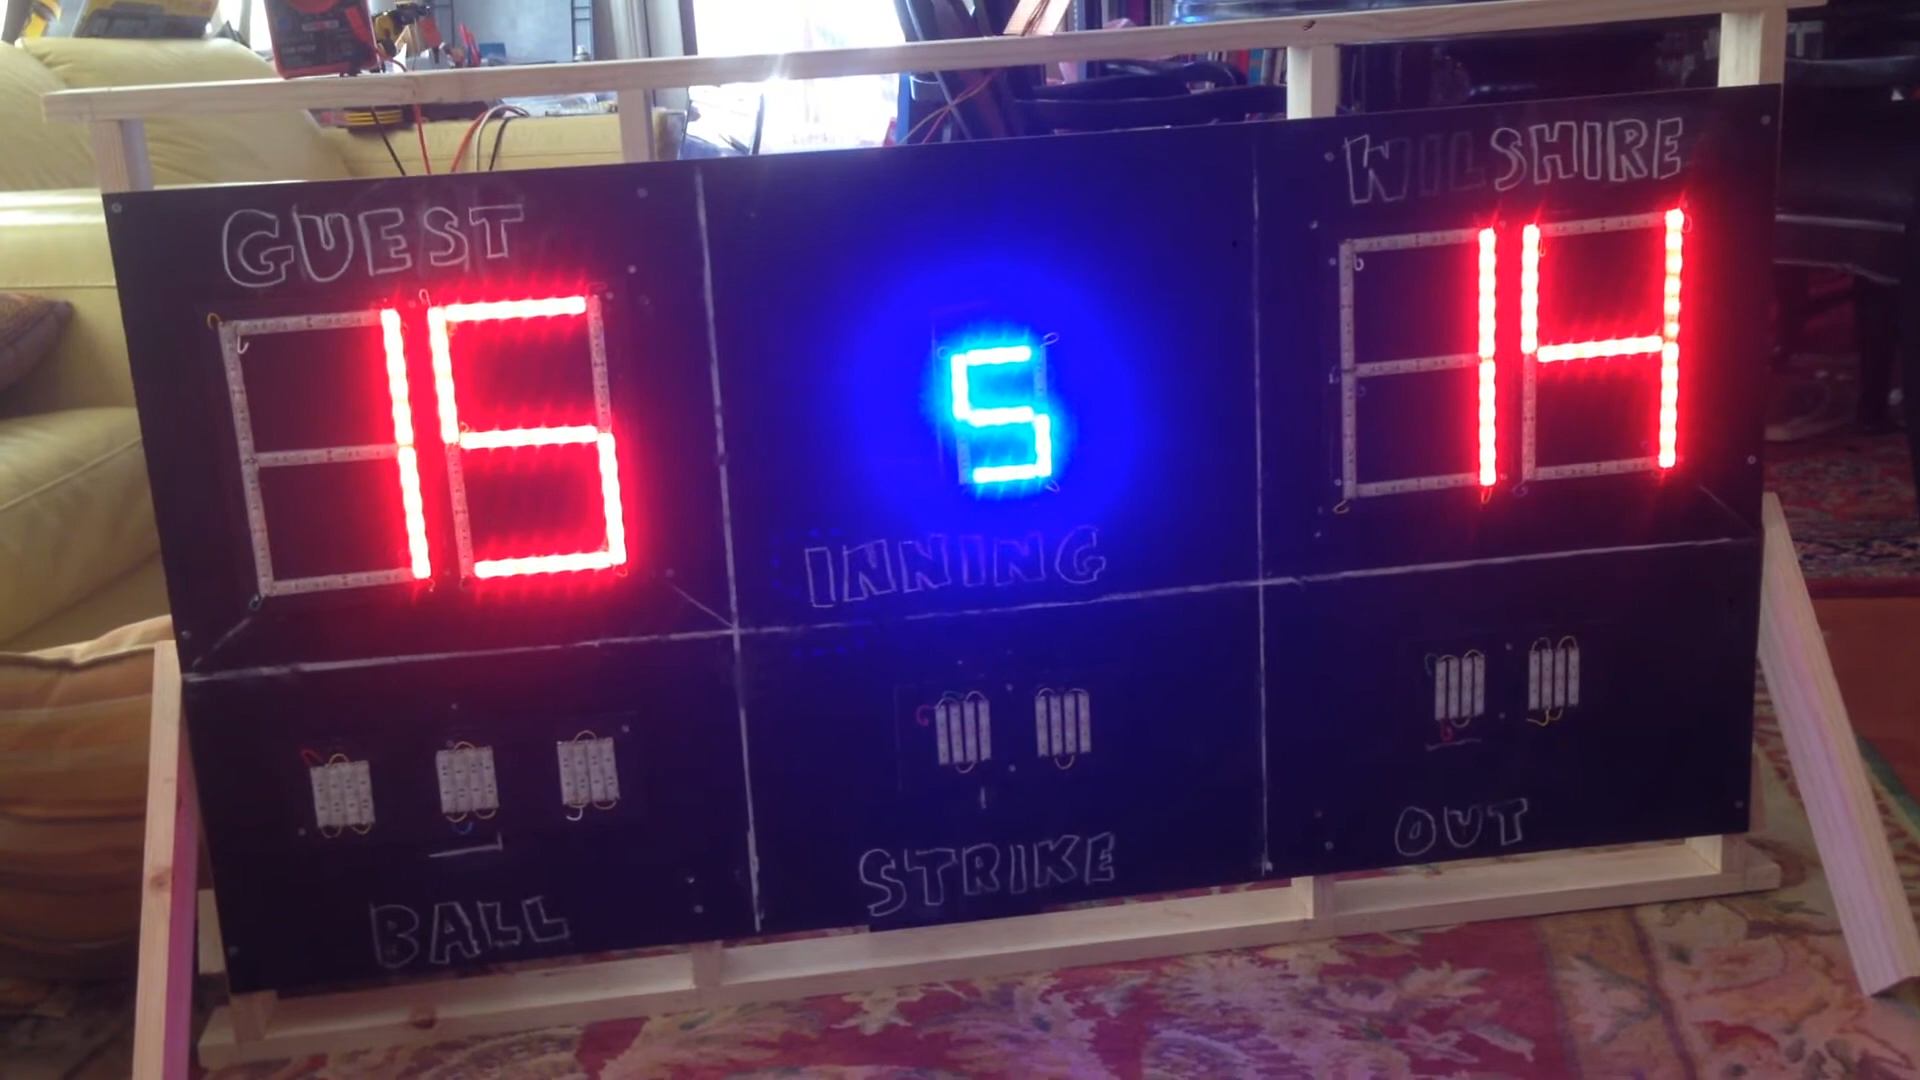 GUEST
WILSHIRE
15
5
14
INNING
BALL
STRIKE
OUT